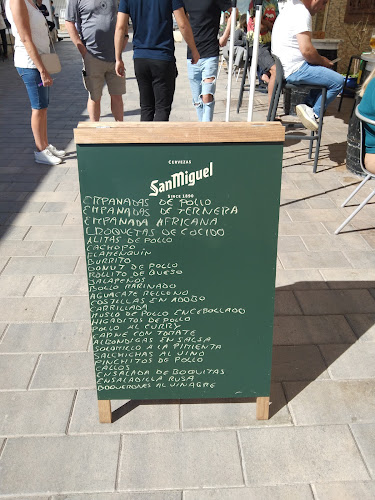 CERVEZAS
San Miguel
SINCE 1890
EMPANADAS DE POLLO
EMPANADAS DE TERNERA
EMPANADA AFRICANA
CROQUETAS DE COCIDO
ALITAS DE POLLO
CACHOPO
FLAMENQUIN
BURRITO
DONUT DE POLLO
ROLLITO DE QUESO
JALAPEÑOS
BOLLO MARINADO
AGUACATE RELLENO
COSTILLAS EN ADOBO
CARRILLADA
MUSLO DE POLLO ENCEBOLLADO
HIGADITOS DE POLLO
POLLO AL CURRY
CARNE CON TOMATE
ALBONDIGAS EN SALSA
SOLOMILLO A LA PIMIENTA
SALCHICHAS AL VINO
PINCHITOS DE POLLO
CALLOS
ENSALADA DE BOQUITAS
ENSALADILLA RUSA
BOQUERONES AL VINAGRE